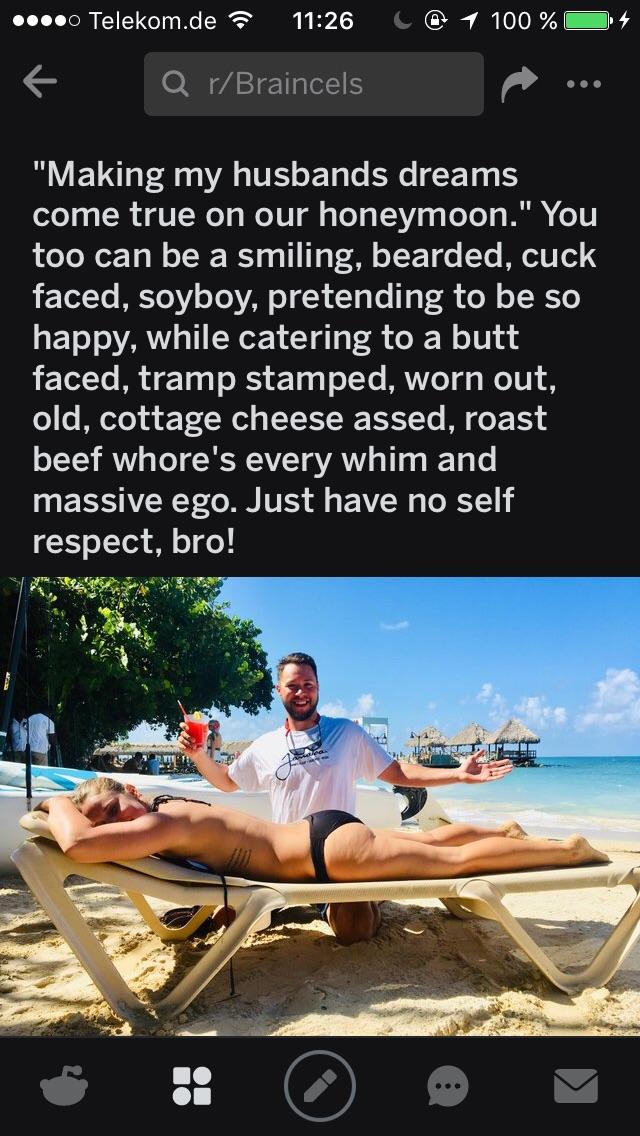 Telekom.de 11:26 100 %
r/Braincels
"Making my husbands dreams
come true on our honeymoon." You
too can be a smiling, bearded, cuck
faced, soyboy, pretending to be so
happy, while catering to a butt
faced, tramp stamped, worn out,
old, cottage cheese assed, roast
beef whore's every whim and
massive ego. Just have no self
respect, bro!
Jamaica